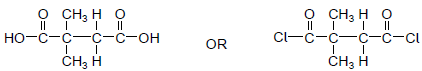 O CH₃ H O O CH₃ H O
HO–C–C–C–C–OH OR Cl–C–C–C–C–Cl
CH₃ H CH₃ H